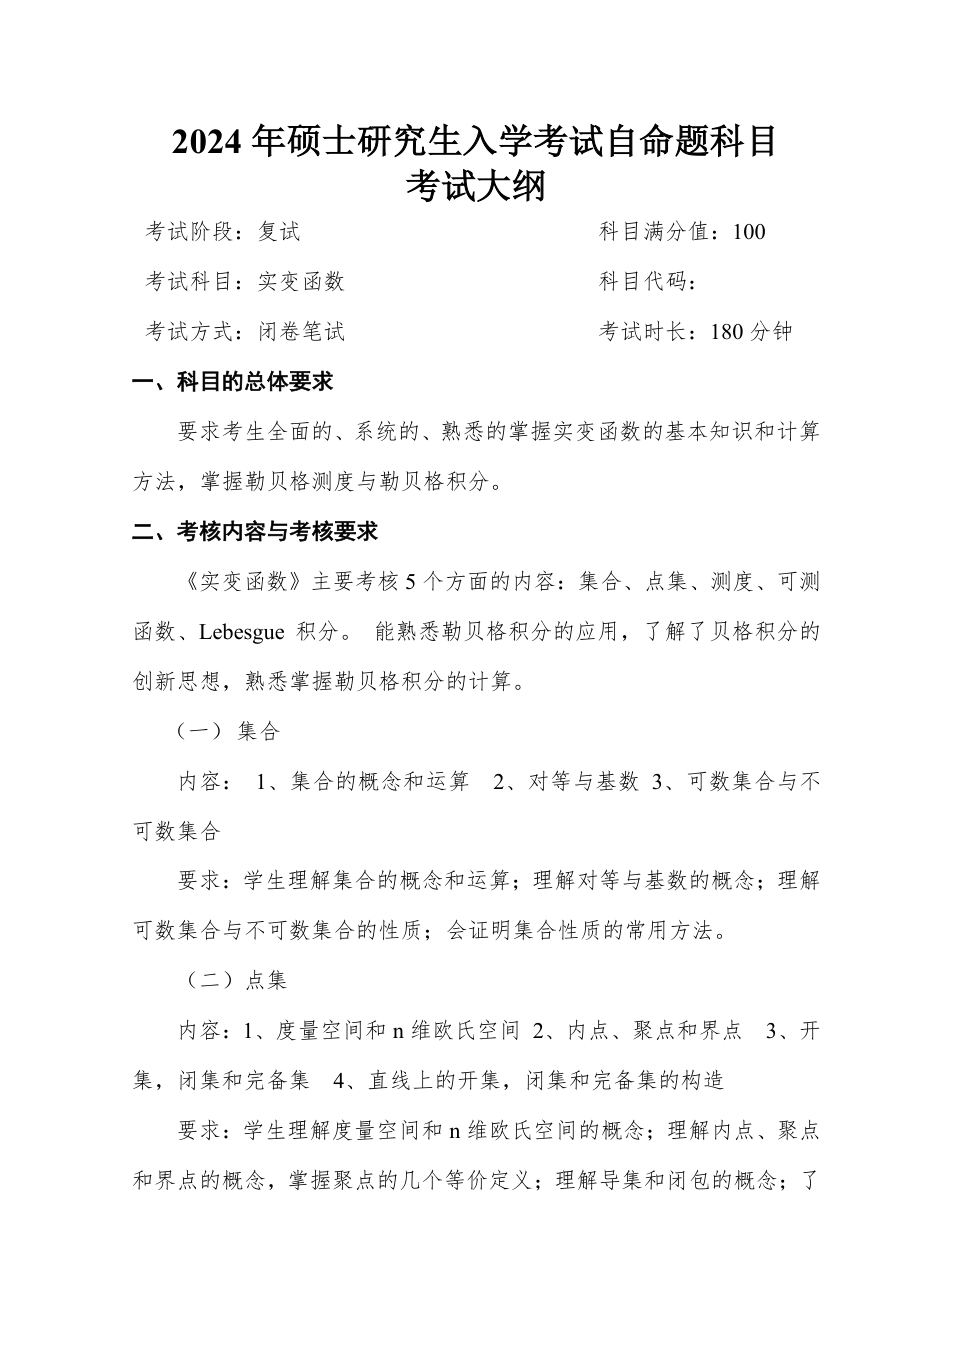 2024 年硕士研究生入学考试自命题科目
考试大纲
考试阶段：复试 科目满分值：100
考试科目：实变函数 科目代码：
考试方式：闭卷笔试 考试时长：180 分钟
一、科目的总体要求
要求考生全面的、系统的、熟悉的掌握实变函数的基本知识和计算
方法，掌握勒贝格测度与勒贝格积分。
二、考核内容与考核要求
《实变函数》主要考核 5 个方面的内容：集合、点集、测度、可测
函数、Lebesgue 积分。 能熟悉勒贝格积分的应用，了解了贝格积分的
创新思想，熟悉掌握勒贝格积分的计算。
（一） 集合
内容： 1、集合的概念和运算 2、对等与基数 3、可数集合与不
可数集合
要求：学生理解集合的概念和运算；理解对等与基数的概念；理解
可数集合与不可数集合的性质；会证明集合性质的常用方法。
（二）点集
内容：1、度量空间和 n 维欧氏空间 2、内点、聚点和界点 3、开
集，闭集和完备集 4、直线上的开集，闭集和完备集的构造
要求：学生理解度量空间和 n 维欧氏空间的概念；理解内点、聚点
和界点的概念，掌握聚点的几个等价定义；理解导集和闭包的概念；了